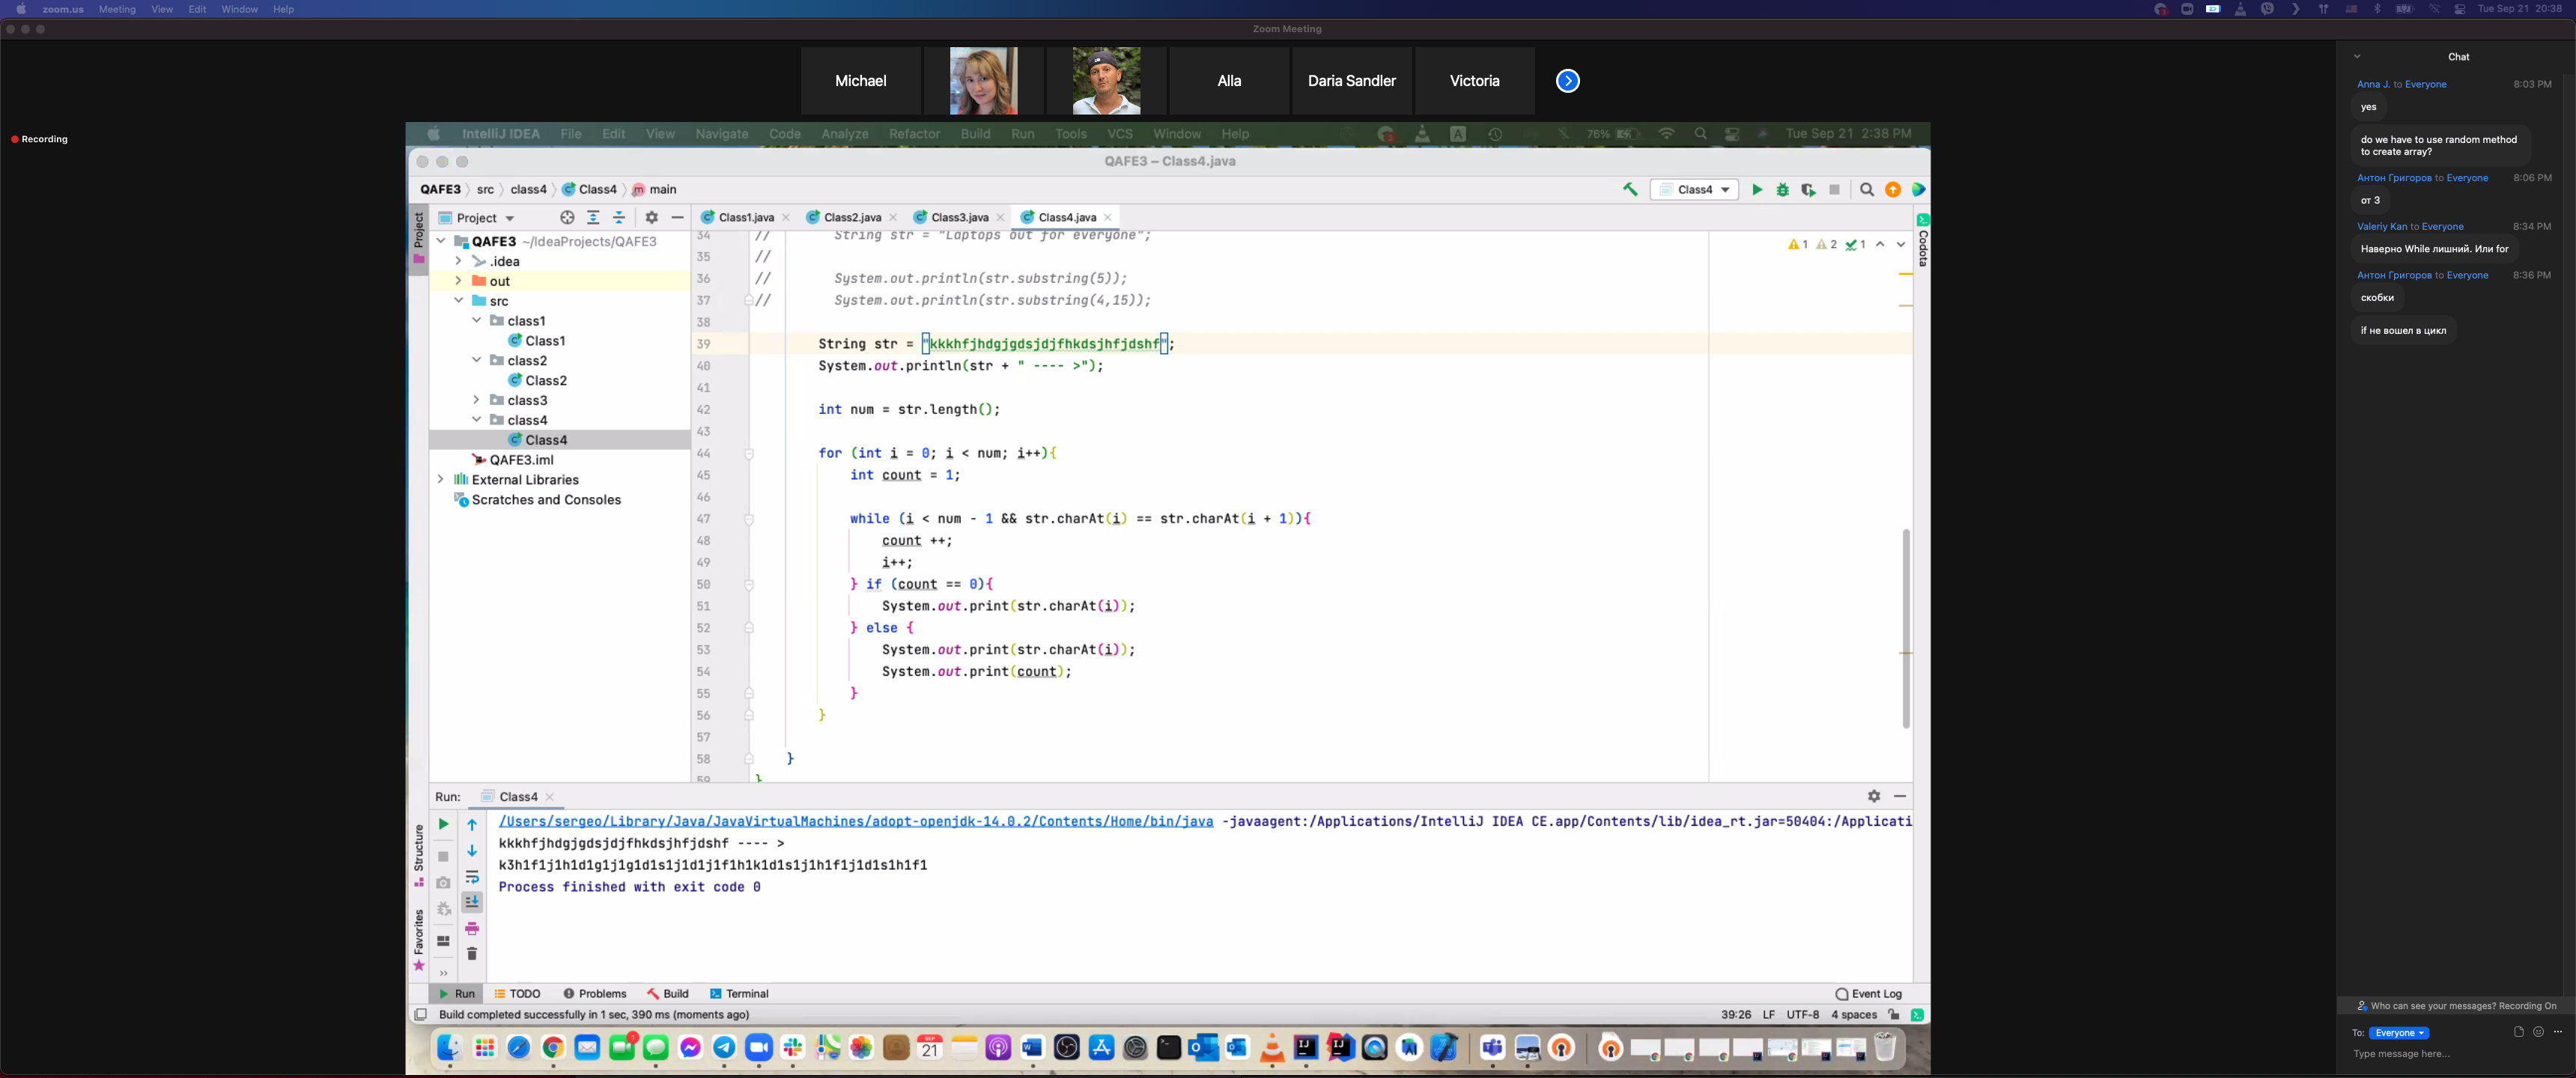 zoom.us Meeting View Edit Window Help
Tue Sep 21 20:38
Zoom Meeting
Michael
Alla
Daria Sandler
Victoria
Recording
IntelliJ IDEA File Edit View Navigate Code Analyze Refactor Build Run Tools VCS Window Help
76% Tue Sep 21 2:38 PM
QAFE3 – Class4.java
QAFE3 src class4 Class4 main
Class4
Project
Class1.java Class2.java Class3.java Class4.java
Project
QAFE3 ~/IdeaProjects/QAFE3
.idea
out
src
class1
Class1
class2
Class2
class3
class4
Class4
QAFE3.iml
External Libraries
Scratches and Consoles
Structure
Favorites
1 2 1
Codota
34 // String str = "Laptops out for everyone";
35 //
36 // System.out.println(str.substring(5));
37 // System.out.println(str.substring(4,15));
38
39 String str = "kkkhfjhdgjgdsjdjfhkdsjhfjdshf";
40 System.out.println(str + " ---- >");
41
42 int num = str.length();
43
44 for (int i = 0; i < num; i++){
45 int count = 1;
46
47 while (i < num - 1 && str.charAt(i) == str.charAt(i + 1)){
48 count ++;
49 i++;
50 } if (count == 0){
51 System.out.print(str.charAt(i));
52 } else {
53 System.out.print(str.charAt(i));
54 System.out.print(count);
55 }
56 }
57
58 }
59 }
Run: Class4
/Users/sergeo/Library/Java/JavaVirtualMachines/adopt-openjdk-14.0.2/Contents/Home/bin/java -javaagent:/Applications/IntelliJ IDEA CE.app/Contents/lib/idea_rt.jar=50404:/Applicati
kkkhfjhdgjgdsjdjfhkdsjhfjdshf ---- >
k3h1f1j1h1d1g1j1g1d1s1j1d1j1f1h1k1d1s1j1h1f1j1d1s1h1f1
Process finished with exit code 0
Run TODO Problems Build Terminal
Event Log
Build completed successfully in 1 sec, 390 ms (moments ago)
39:26 LF UTF-8 4 spaces
SEP
21
Chat
Anna J. to Everyone 8:03 PM
yes
do we have to use random method
to create array?
Антон Григоров to Everyone 8:06 PM
от 3
Valeriy Kan to Everyone 8:34 PM
Наверно While лишний. Или for
Антон Григоров to Everyone 8:36 PM
скобки
if не вошел в цикл
Who can see your messages? Recording On
To: Everyone
Type message here...